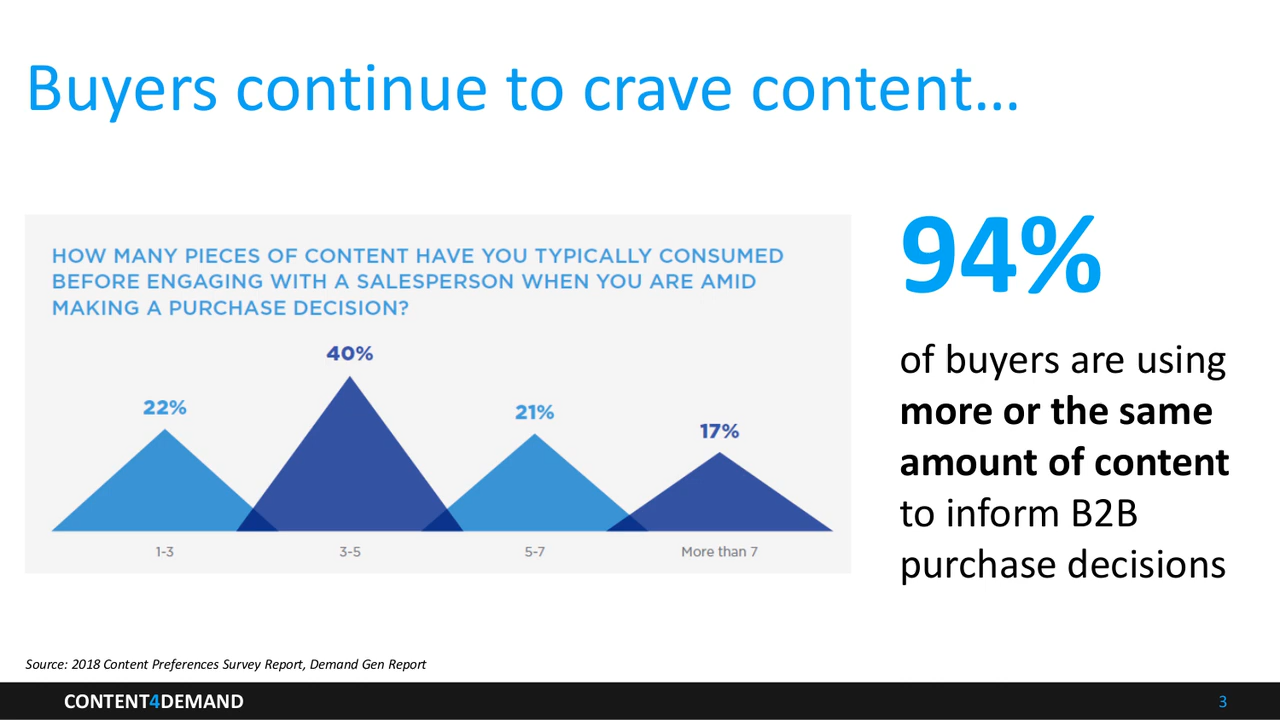 Buyers continue to crave content…
HOW MANY PIECES OF CONTENT HAVE YOU TYPICALLY CONSUMED
BEFORE ENGAGING WITH A SALESPERSON WHEN YOU ARE AMID
MAKING A PURCHASE DECISION?
22%
40%
21%
17%
1-3
3-5
5-7
More than 7
94%
of buyers are using
more or the same
amount of content
to inform B2B
purchase decisions
Source: 2018 Content Preferences Survey Report, Demand Gen Report
CONTENT4DEMAND
3